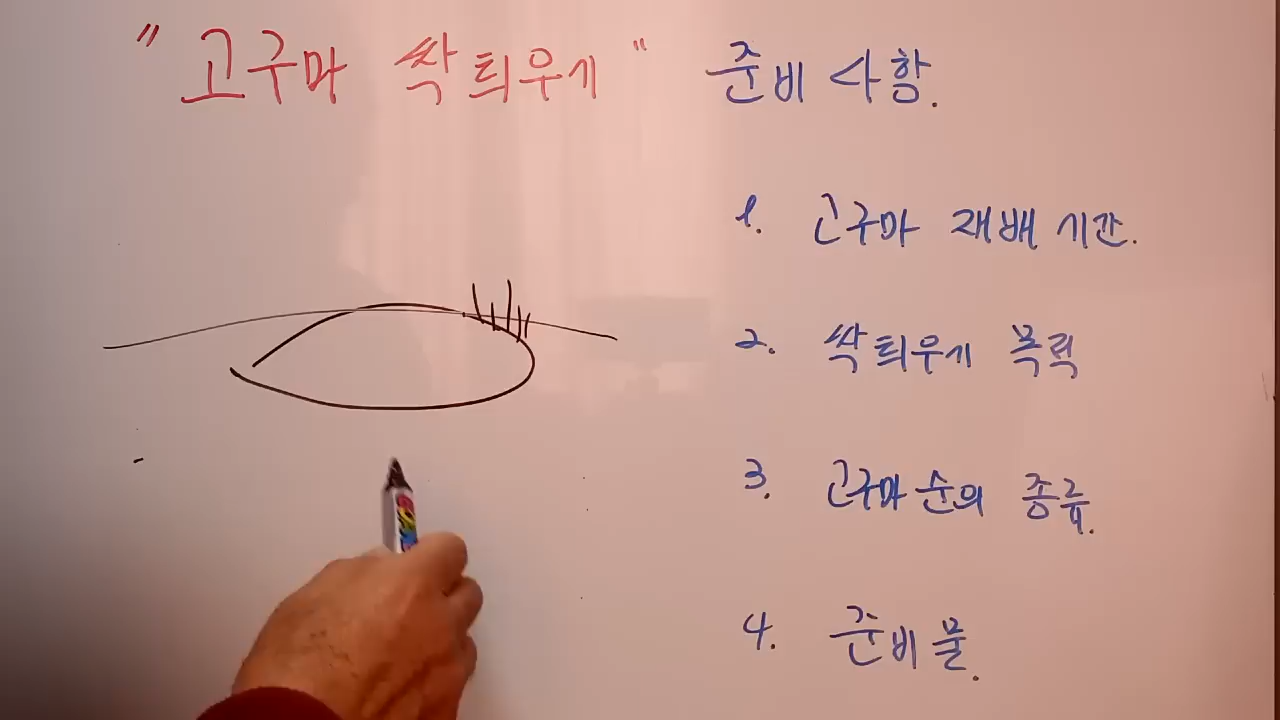 "고구마 싹틔우기" 준비 사항.
1. 고구마 재배 시간.
2. 싹틔우기 목적
3. 고구마 순의 종류.
4. 준비물.